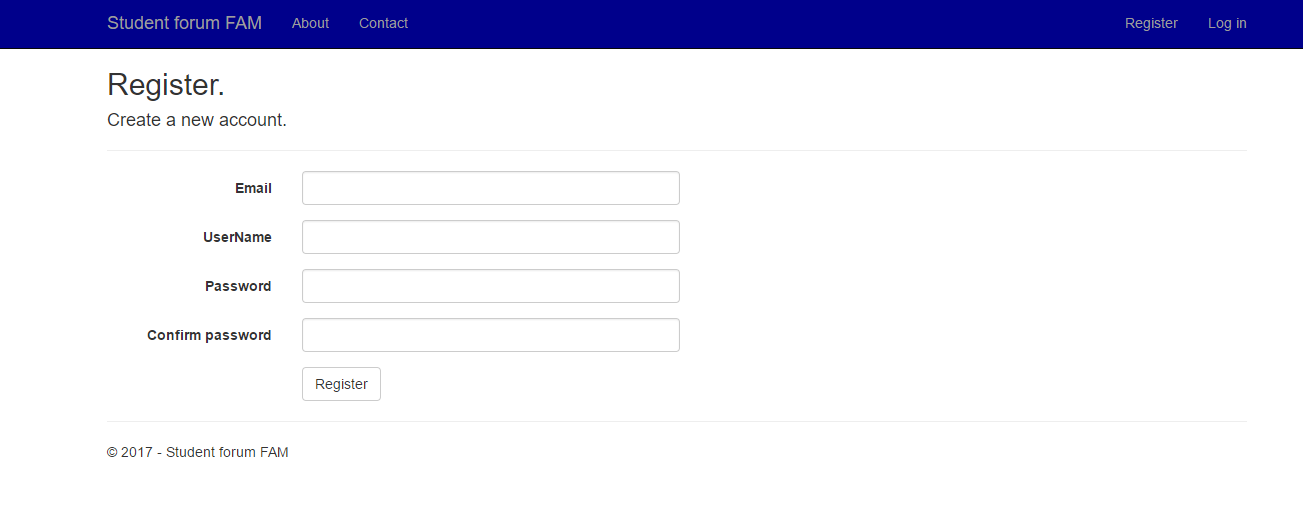 Student forum FAM About Contact Register Log in
Register.
Create a new account.
Email
UserName
Password
Confirm password
Register
© 2017 - Student forum FAM